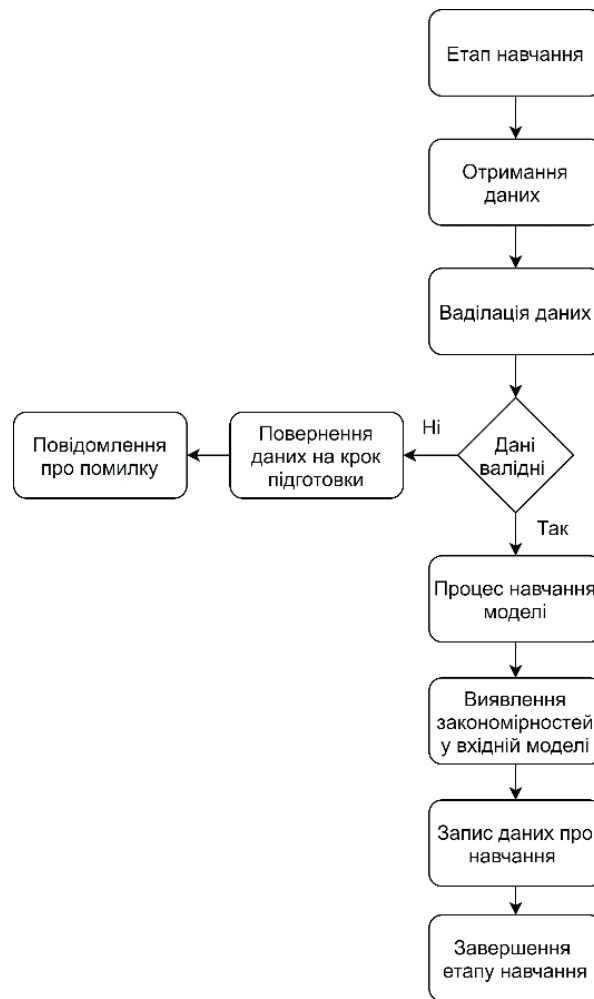 Етап навчання
Отримання
даних
Ваділація даних
Дані
валідні
Ні
Повернення
даних на крок
підготовки
Повідомлення
про помилку
Так
Процес навчання
моделі
Виявлення
закономірностей
у вхідній моделі
Запис даних про
навчання
Завершення
етапу навчання